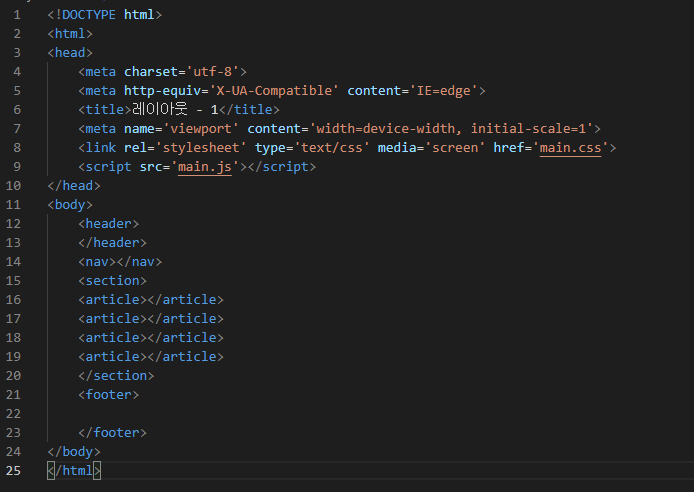 1 <!DOCTYPE html>
2 <html>
3 <head>
4 <meta charset='utf-8'>
5 <meta http-equiv='X-UA-Compatible' content='IE=edge'>
6 <title>레이아웃 - 1</title>
7 <meta name='viewport' content='width=device-width, initial-scale=1'>
8 <link rel='stylesheet' type='text/css' media='screen' href='main.css'>
9 <script src='main.js'></script>
10 </head>
11 <body>
12 <header>
13 </header>
14 <nav></nav>
15 <section>
16 <article></article>
17 <article></article>
18 <article></article>
19 <article></article>
20 </section>
21 <footer>
22
23 </footer>
24 </body>
25 </html>